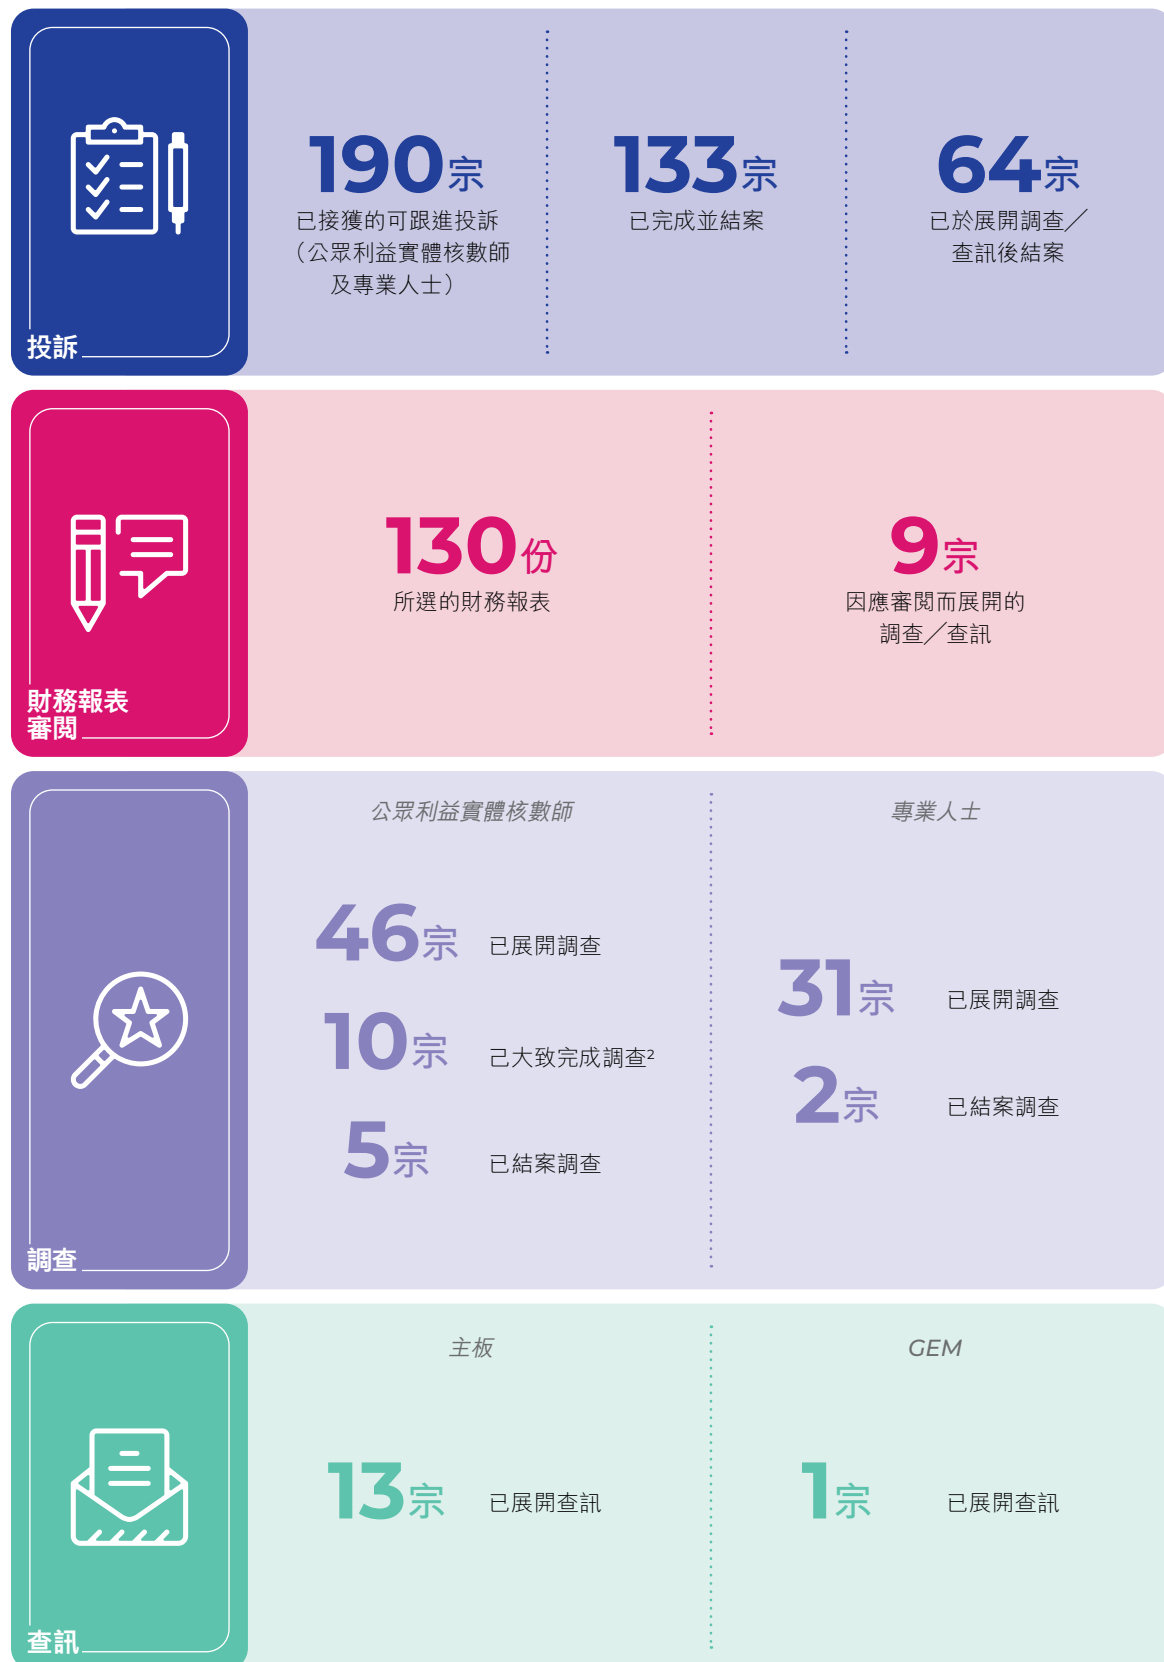 投訴
190宗
已接獲的可跟進投訴
（公眾利益實體核數師
及專業人士）
133宗
已完成並結案
64宗
已於展開調查／
查訊後結案
財務報表
審閱
130份
所選的財務報表
9宗
因應審閱而展開的
調查／查訊
調查
公眾利益實體核數師
46宗 已展開調查
10宗 己大致完成調查²
5宗 已結案調查
專業人士
31宗 已展開調查
2宗 已結案調查
查訊
主板
13宗 已展開查訊
GEM
1宗 已展開查訊